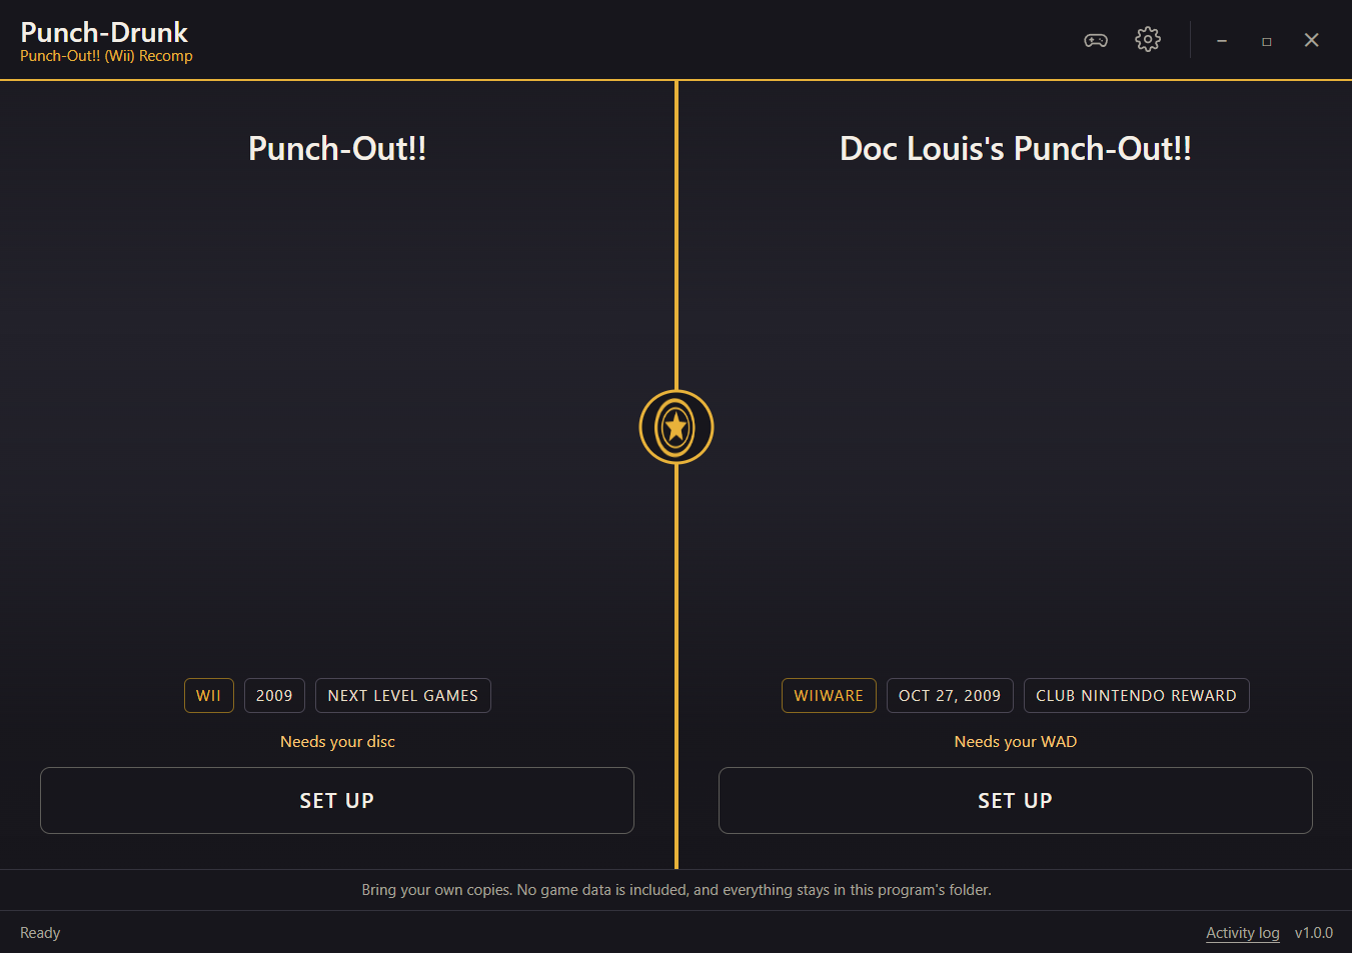 Punch-Drunk
Punch-Out!! (Wii) Recomp
Punch-Out!!
WII
2009
NEXT LEVEL GAMES
Needs your disc
SET UP
Doc Louis's Punch-Out!!
WIIWARE
OCT 27, 2009
CLUB NINTENDO REWARD
Needs your WAD
SET UP
Bring your own copies. No game data is included, and everything stays in this program's folder.
Ready
Activity log
v1.0.0